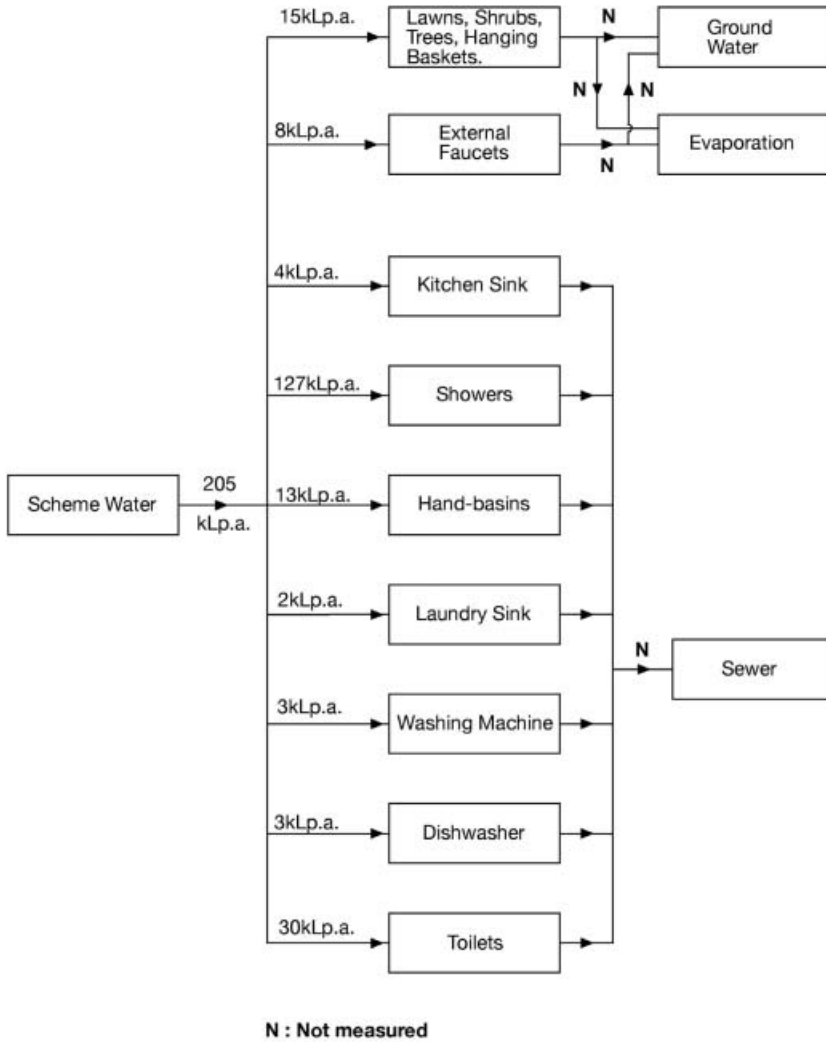 15kLp.a.
Lawns, Shrubs,
Trees, Hanging
Baskets.
N
Ground
Water
N
N
8kLp.a.
External
Faucets
N
Evaporation
4kLp.a.
Kitchen Sink
127kLp.a.
Showers
Scheme Water
205
kLp.a.
13kLp.a.
Hand-basins
2kLp.a.
Laundry Sink
N
Sewer
3kLp.a.
Washing Machine
3kLp.a.
Dishwasher
30kLp.a.
Toilets
N : Not measured